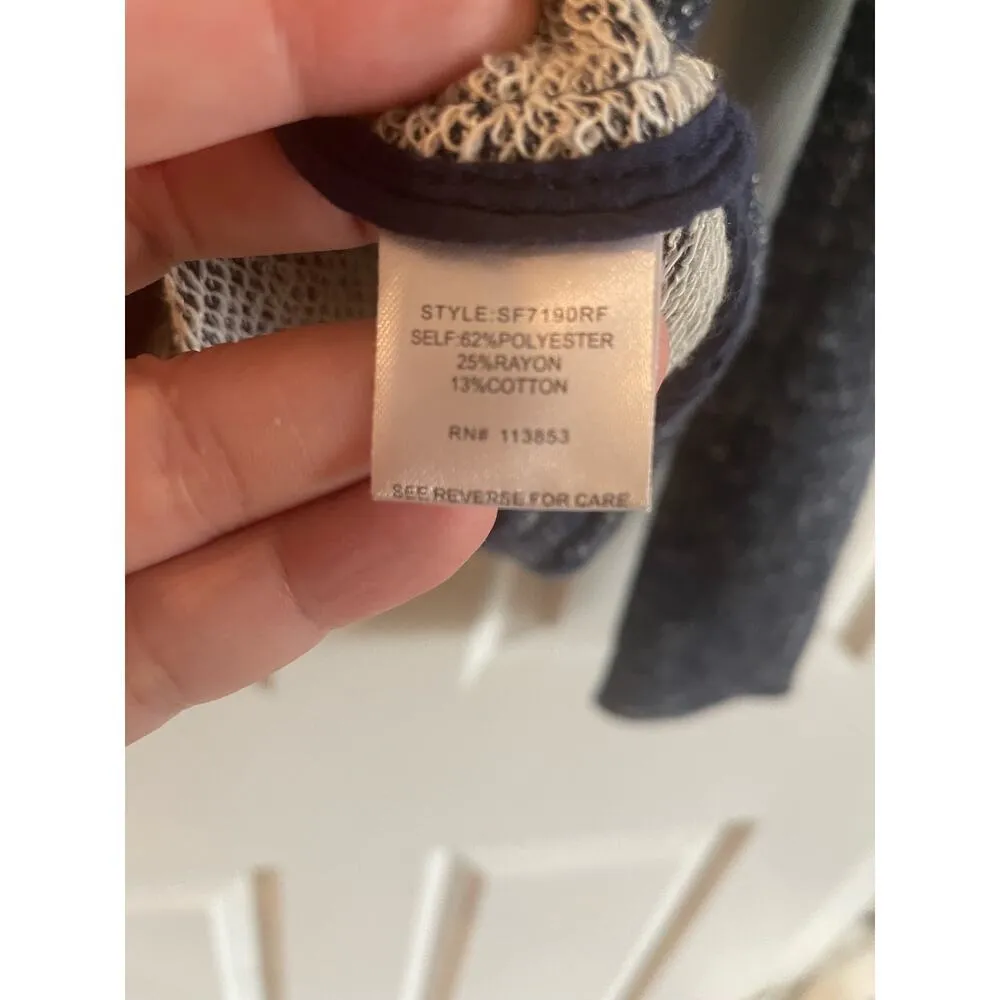 STYLE:SF7190RF
SELF:62%POLYESTER
25%RAYON
13%COTTON
RN# 113853
SEE REVERSE FOR CARE